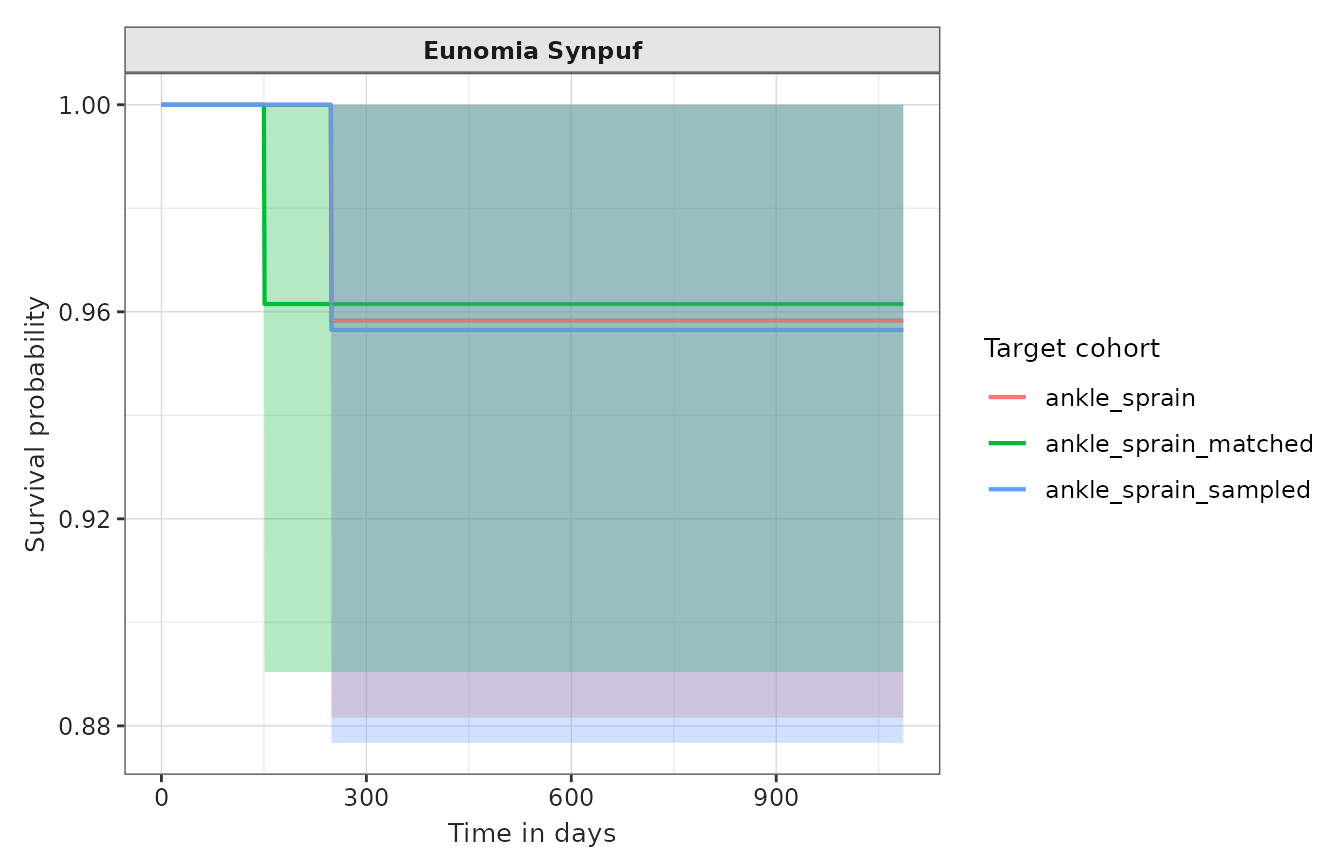 Eunomia Synpuf
Survival probability
1.00
0.96
0.92
0.88
0
300
600
900
Time in days
Target cohort
ankle_sprain
ankle_sprain_matched
ankle_sprain_sampled